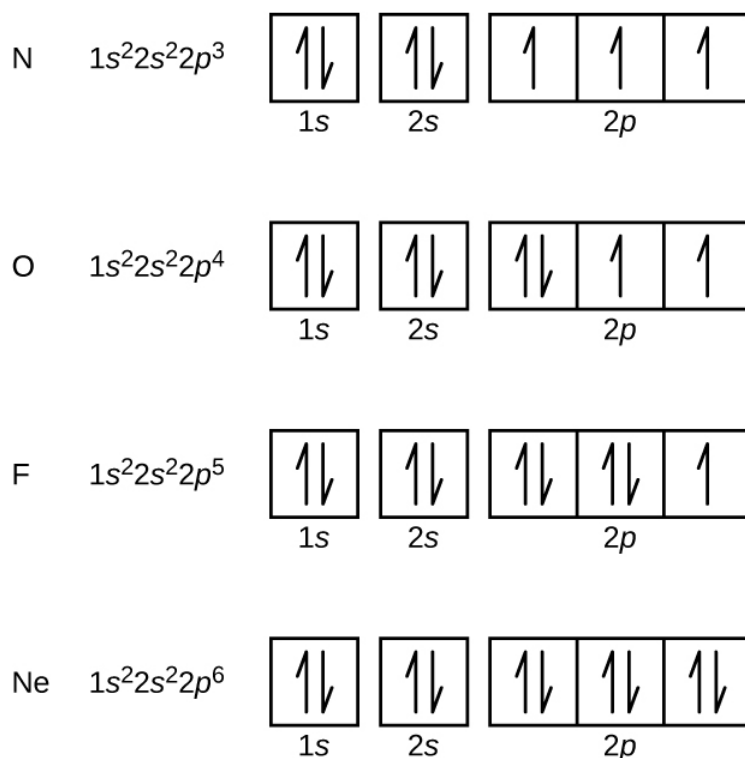 N 1s²2s²2p³
1s 2s 2p
O 1s²2s²2p⁴
1s 2s 2p
F 1s²2s²2p⁵
1s 2s 2p
Ne 1s²2s²2p⁶
1s 2s 2p